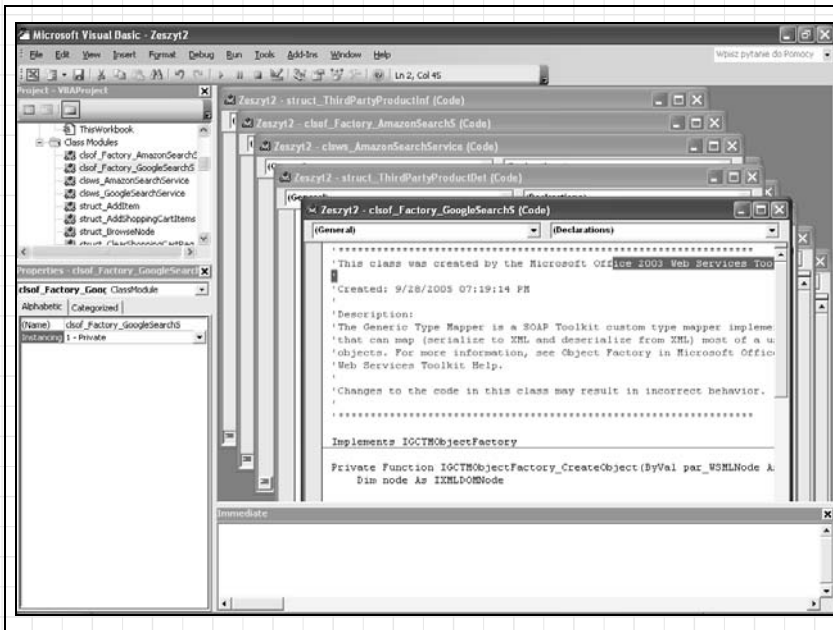 Microsoft Visual Basic - Zeszyt2
File Edit View Insert Format Debug Run Tools Add-Ins Window Help
Wpisz pytanie do Pomocy
Ln 2, Col 45
Project - VBAProject
ThisWorkbook
Class Modules
clsof_Factory_AmazonSearchS
clsof_Factory_GoogleSearchS
clsws_AmazonSearchService
clsws_GoogleSearchService
struct_AddItem
struct_AddShoppingCartItems
struct_BrowseNode
struct_ClearShoppingCartReq
Properties - clsof_Factory_GoogleSearcl
clsof_Factory_Goog ClassModule
Alphabetic Categorized
(Name) clsof_Factory_GoogleSearchS
Instancing 1 - Private
Zeszyt2 - struct_ThirdPartyProductInf (Code)
Zeszyt2 - clsof_Factory_AmazonSearchS (Code)
Zeszyt2 - clsws_AmazonSearchService (Code)
Zeszyt2 - struct_ThirdPartyProductDet (Code)
(General) (Declarations)
Zeszyt2 - clsof_Factory_GoogleSearchS (Code)
(General) (Declarations)
'*****************************************************************
'This class was created by the Microsoft Office 2003 Web Services Too
'
'Created: 9/28/2005 07:19:14 PM
'
'Description:
'The Generic Type Mapper is a SOAP Toolkit custom type mapper impleme
'that can map (serialize to XML and deserialize from XML) most of a u
'objects. For more information, see Object Factory in Microsoft Offic
'Web Services Toolkit Help.
'
'Changes to the code in this class may result in incorrect behavior.
'
'*****************************************************************
Implements IGCTMObjectFactory
Private Function IGCTMObjectFactory_CreateObject(ByVal par_WSMLNode A
Dim node As IXMLDOMNode
Immediate